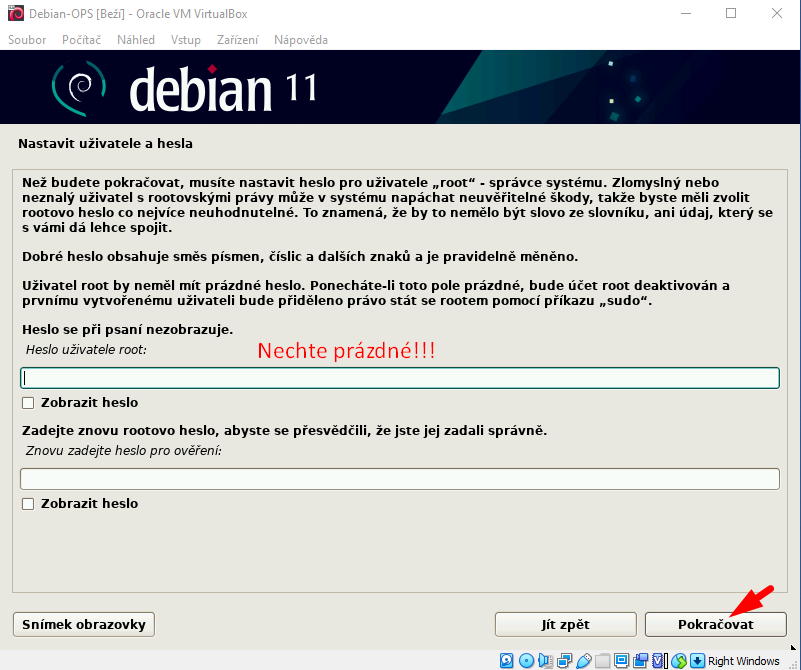 Debian-OPS [Beží] - Oracle VM VirtualBox
Soubor Počítač Náhled Vstup Zařízení Nápověda
debian 11
Nastavit uživatele a hesla
Než budete pokračovat, musíte nastavit heslo pro uživatele „root“ - správce systému. Zlomyslný nebo
neznalý uživatel s rootovskými právy může v systému napáchat neuvěřitelné škody, takže byste měli zvolit
rootovo heslo co nejvíce neuhodnutelné. To znamená, že by to nemělo být slovo ze slovníku, ani údaj, který se
s vámi dá lehce spojit.
Dobré heslo obsahuje směs písmen, číslic a dalších znaků a je pravidelně měněno.
Uživatel root by neměl mít prázdné heslo. Ponecháte-li toto pole prázdné, bude účet root deaktivován a
prvnímu vytvořenému uživateli bude přiděleno právo stát se rootem pomocí příkazu „sudo“.
Heslo se při psaní nezobrazuje.
Heslo uživatele root:
Nechte prázdné!!!
Zobrazit heslo
Zadejte znovu rootovo heslo, abyste se přesvědčili, že jste jej zadali správně.
Znovu zadejte heslo pro ověření:
Zobrazit heslo
Snímek obrazovky Jít zpět Pokračovat
Right Windows